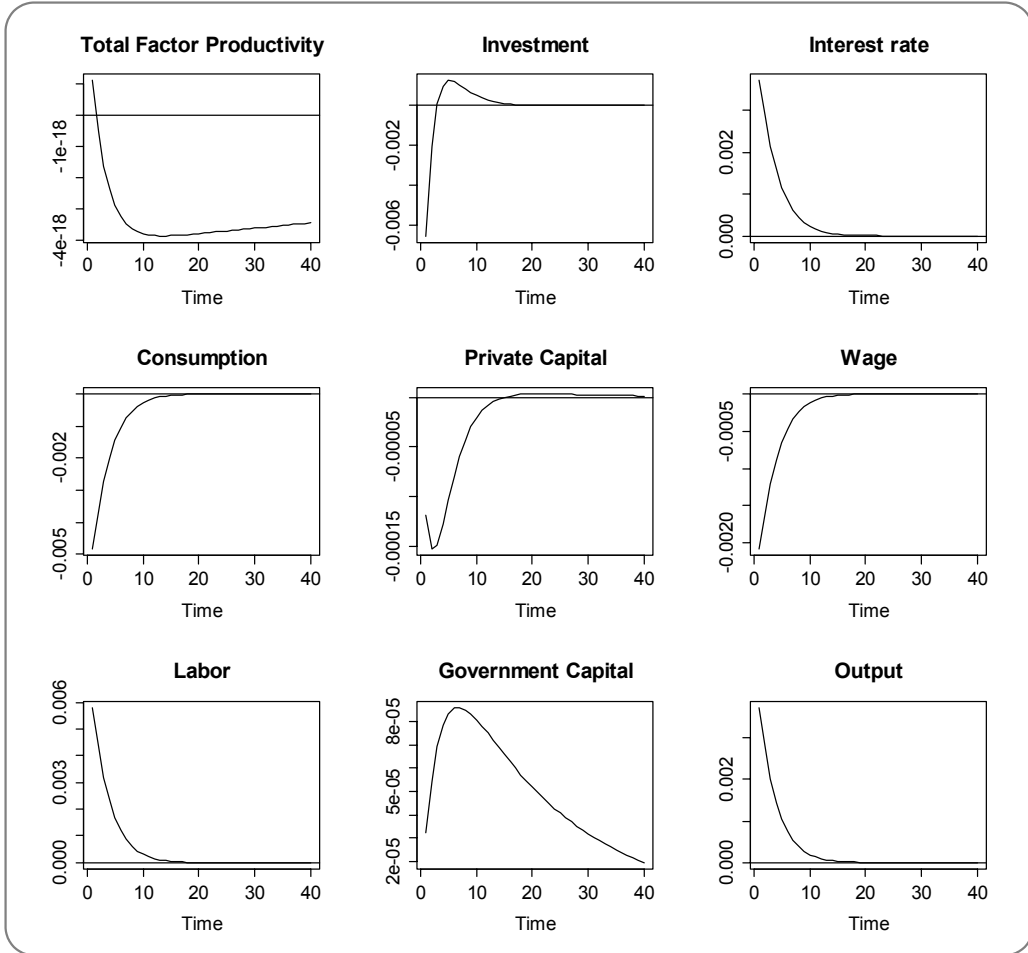 Total Factor Productivity
-1e-18
-4e-18
0 10 20 30 40
Time
Investment
-0.002
-0.006
0 10 20 30 40
Time
Interest rate
0.002
0.000
0 10 20 30 40
Time
Consumption
-0.002
-0.005
0 10 20 30 40
Time
Private Capital
-0.00005
-0.00015
0 10 20 30 40
Time
Wage
-0.0005
-0.0020
0 10 20 30 40
Time
Labor
0.006
0.003
0.000
0 10 20 30 40
Time
Government Capital
8e-05
5e-05
2e-05
0 10 20 30 40
Time
Output
0.002
0.000
0 10 20 30 40
Time